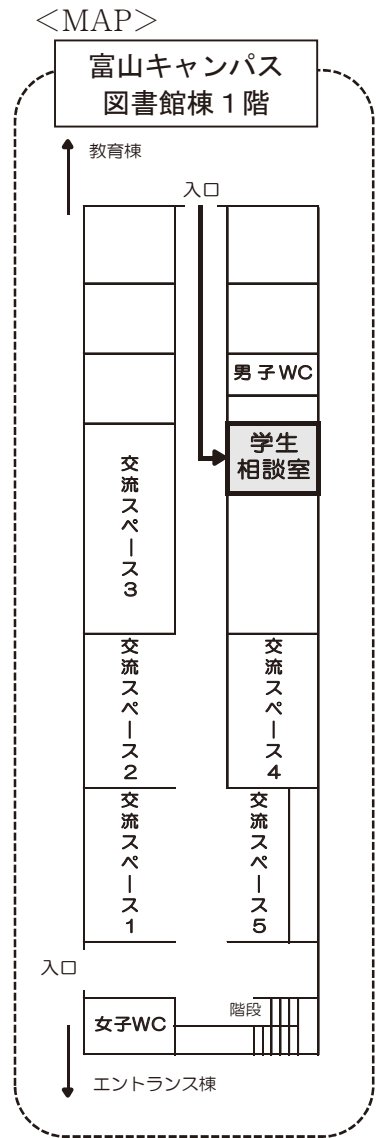 ＜MAP＞
富山キャンパス
図書館棟１階
教育棟
入口
男子WC
学生
相談室
交流スペース3
交流スペース2
交流スペース4
交流スペース1
交流スペース5
入口
女子WC
階段
エントランス棟